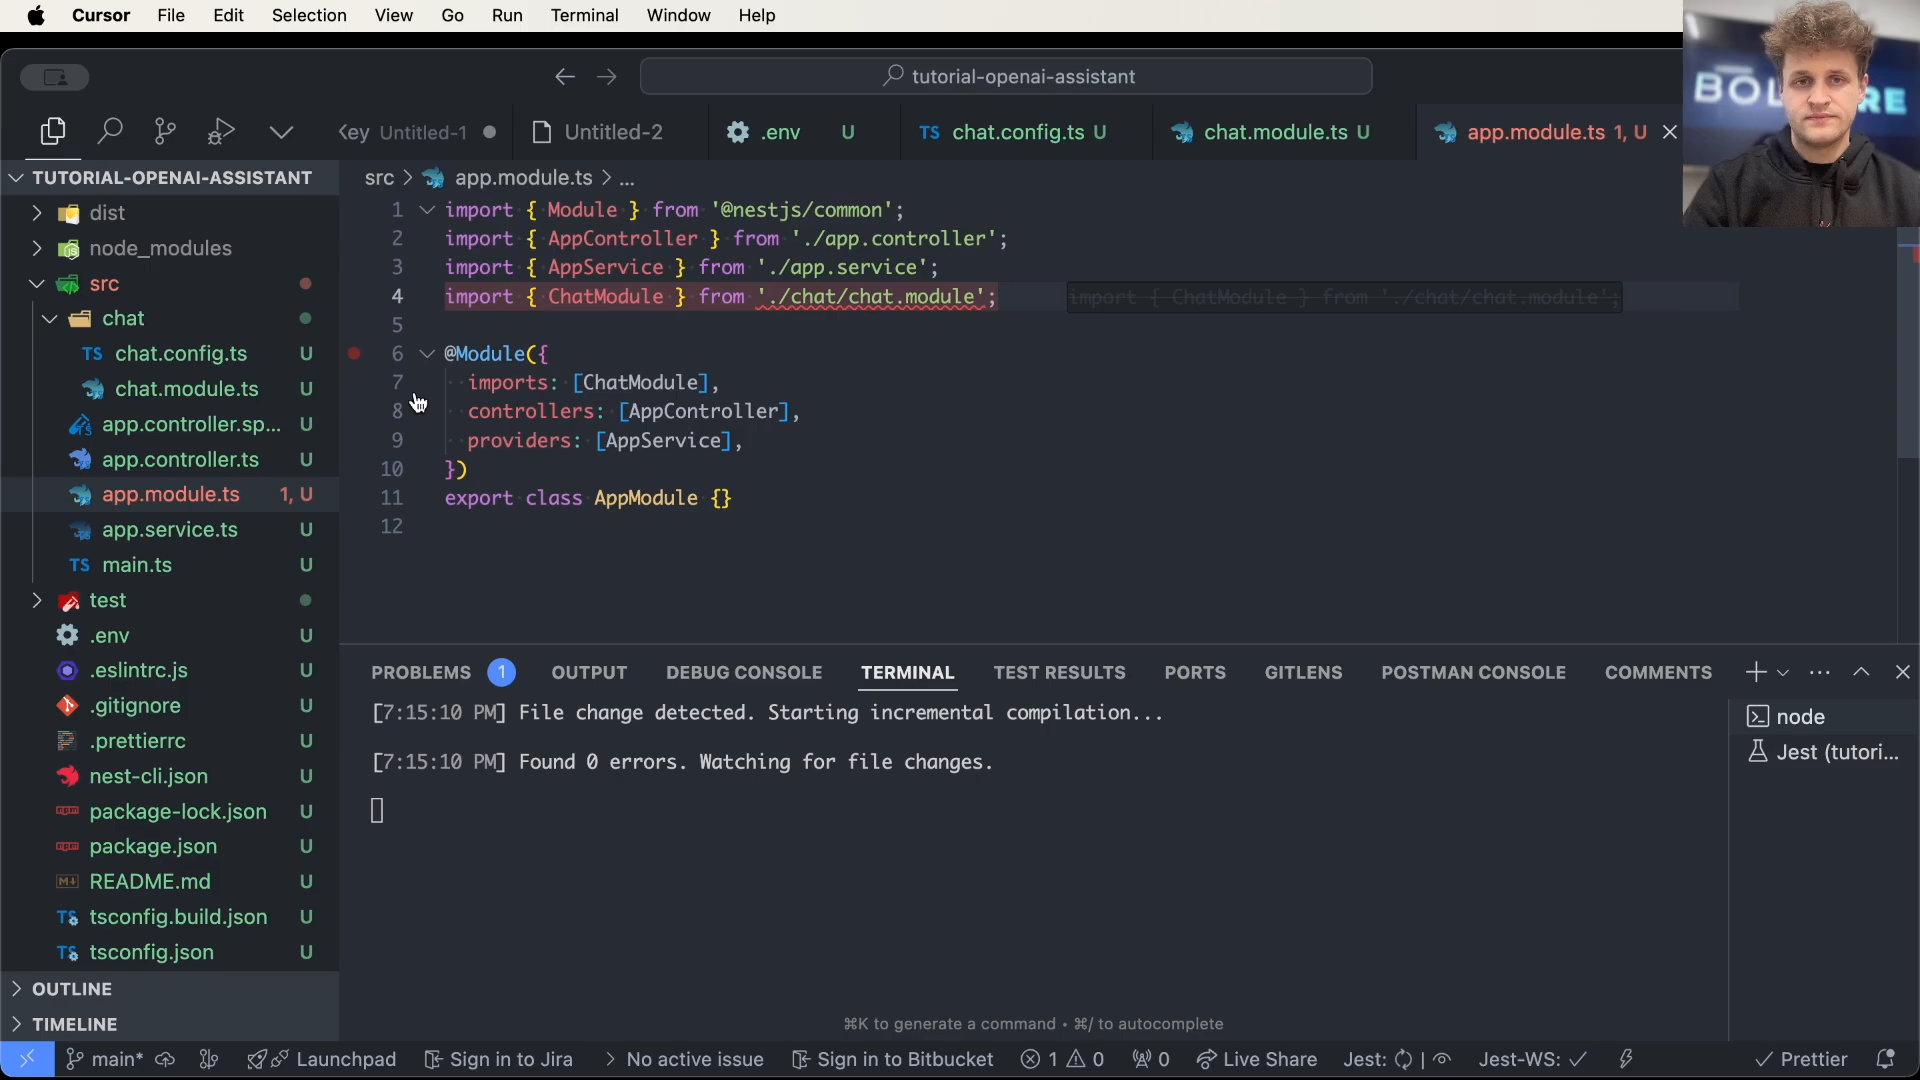 Cursor File Edit Selection View Go Run Terminal Window Help
tutorial-openai-assistant
Untitled-1
Untitled-2
.env U
TS chat.config.ts U
chat.module.ts U
app.module.ts 1, U
TUTORIAL-OPENAI-ASSISTANT
dist
node_modules
src
chat
TS chat.config.ts U
chat.module.ts U
app.controller.sp... U
app.controller.ts U
app.module.ts 1, U
app.service.ts U
TS main.ts U
test
.env U
.eslintrc.js U
.gitignore U
.prettierrc U
nest-cli.json U
package-lock.json U
package.json U
README.md U
tsconfig.build.json U
tsconfig.json U
OUTLINE
TIMELINE
src > app.module.ts > ...
1 import { Module } from '@nestjs/common';
2 import { AppController } from './app.controller';
3 import { AppService } from './app.service';
4 import { ChatModule } from './chat/chat.module'; import { ChatModule } from './chat/chat.module';
5
6 @Module({
7 imports: [ChatModule],
8 controllers: [AppController],
9 providers: [AppService],
10 })
11 export class AppModule {}
12
PROBLEMS 1 OUTPUT DEBUG CONSOLE TERMINAL TEST RESULTS PORTS GITLENS POSTMAN CONSOLE COMMENTS
[7:15:10 PM] File change detected. Starting incremental compilation...
[7:15:10 PM] Found 0 errors. Watching for file changes.
node
Jest (tutori...
⌘K to generate a command • ⌘/ to autocomplete
main* Launchpad Sign in to Jira No active issue Sign in to Bitbucket 1 0 0 Live Share Jest: Jest-WS: Prettier